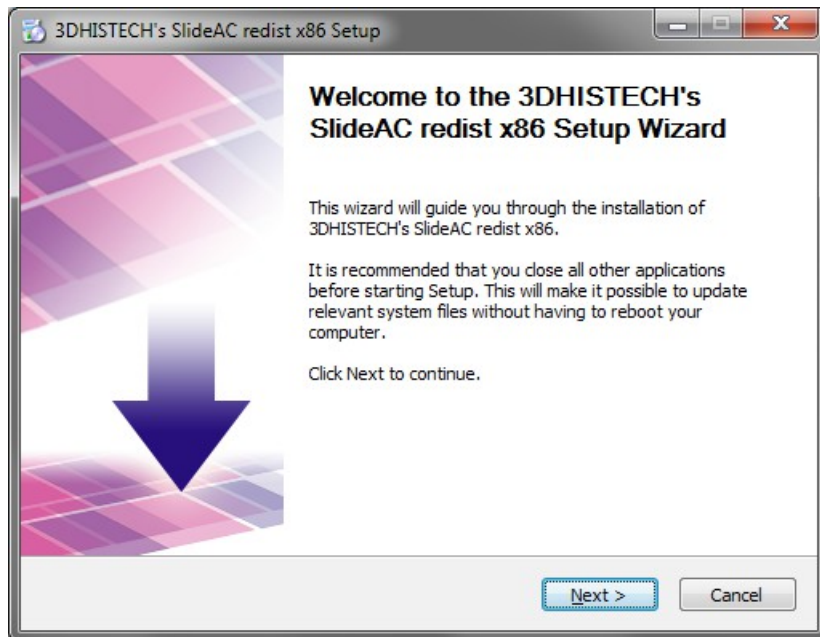 3DHISTECH's SlideAC redist x86 Setup
Welcome to the 3DHISTECH's
SlideAC redist x86 Setup Wizard
This wizard will guide you through the installation of
3DHISTECH's SlideAC redist x86.
It is recommended that you close all other applications
before starting Setup. This will make it possible to update
relevant system files without having to reboot your
computer.
Click Next to continue.
Next >
Cancel